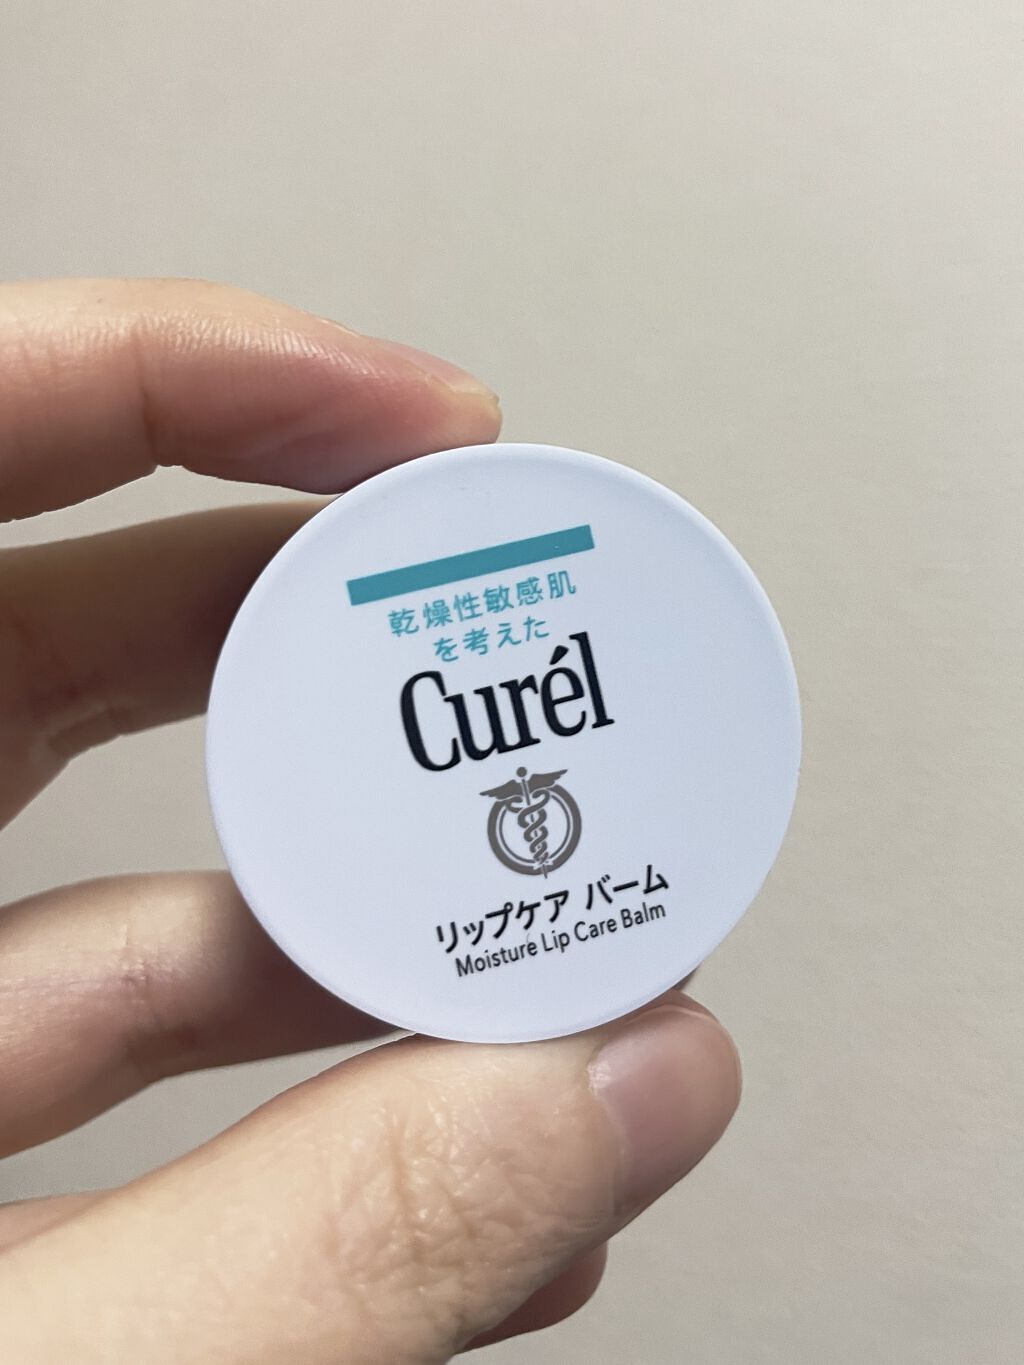 乾燥性敏感肌
を考えた
Curél
リップケア バーム
Moisture Lip Care Balm